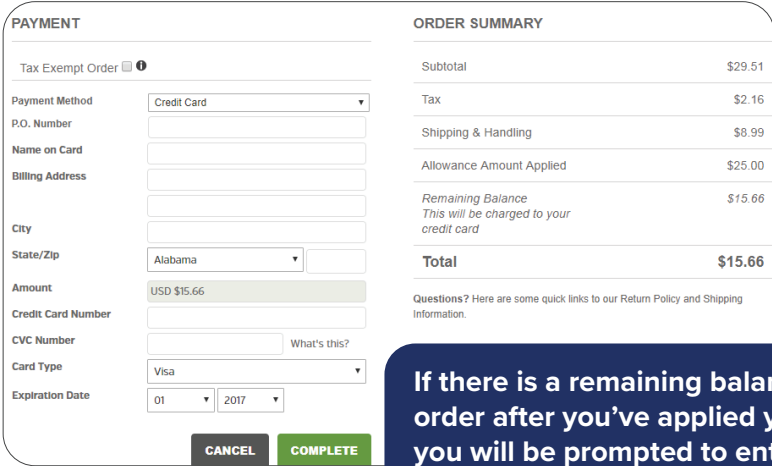 PAYMENT
Tax Exempt Order
Payment Method Credit Card
P.O. Number
Name on Card
Billing Address
City
State/Zip Alabama
Amount USD $15.66
Credit Card Number
CVC Number What's this?
Card Type Visa
Expiration Date 01 2017
CANCEL COMPLETE
ORDER SUMMARY
Subtotal $29.51
Tax $2.16
Shipping & Handling $8.99
Allowance Amount Applied $25.00
Remaining Balance $15.66
This will be charged to your
credit card
Total $15.66
Questions? Here are some quick links to our Return Policy and Shipping
Information.
If there is a remaining
order after you've applied
you will be prompted to